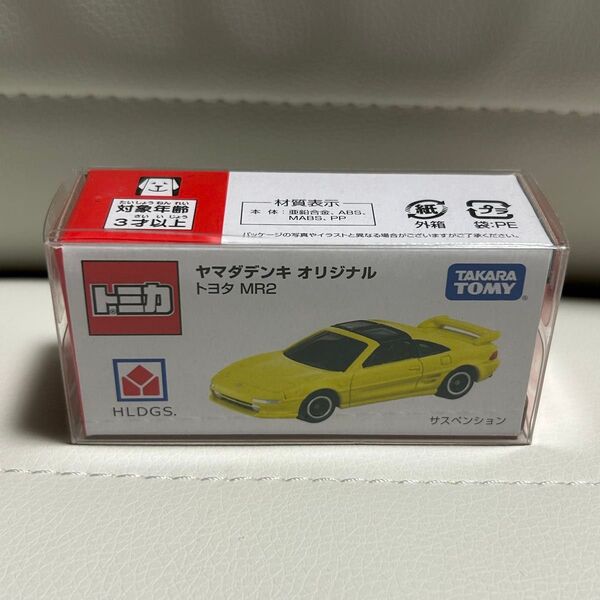 たいしょうねんれい
対象年齢
さい いじょう
3才以上
材質表示
本 体：亜鉛合金、ABS、
MABS、PP
パッケージの写真やイラストと異なる場合がございますがご了承ください。
紙
外箱
プラ
袋:PE
トミカ
ヤマダデンキ オリジナル
トヨタ MR2
TAKARA
TOMY
HLDGS.
サスペンション